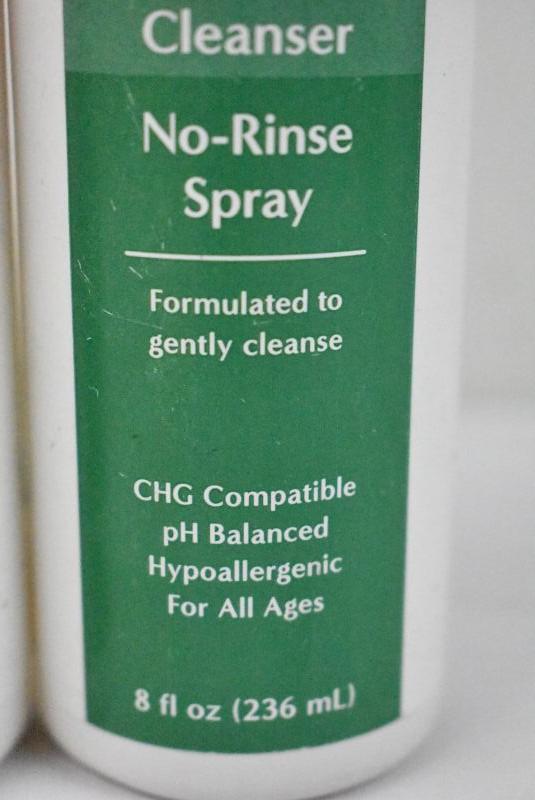 Cleanser
No-Rinse
Spray
Formulated to
gently cleanse
CHG Compatible
pH Balanced
Hypoallergenic
For All Ages
8 fl oz (236 mL)